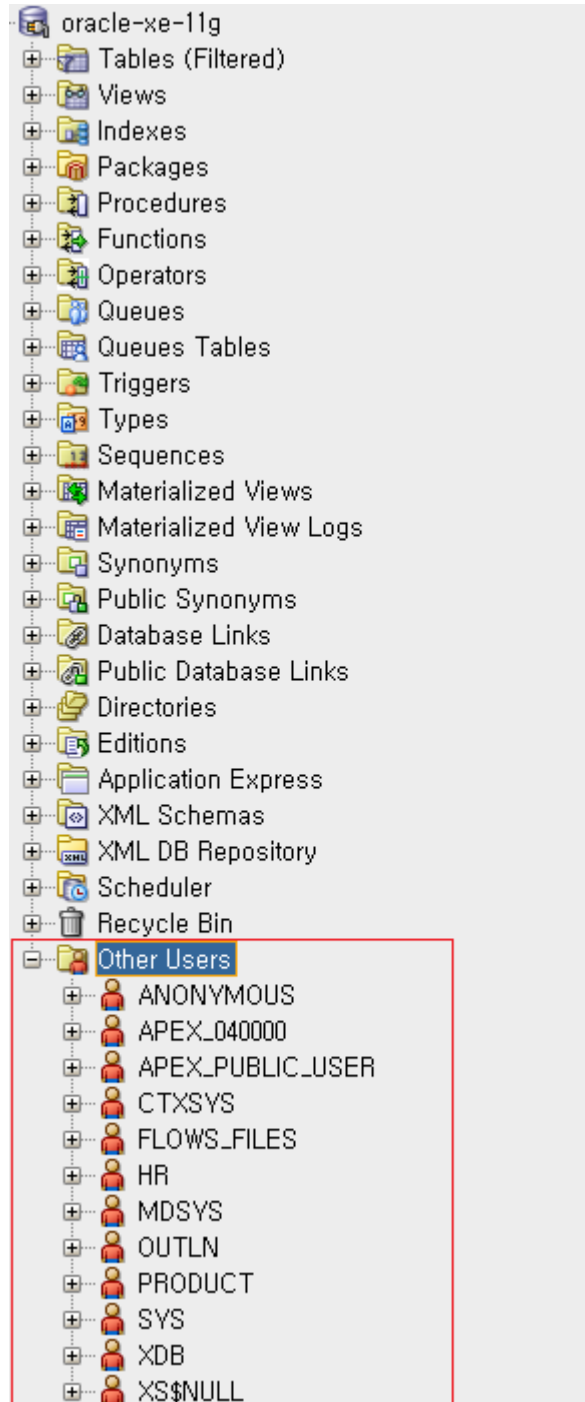 oracle-xe-11g
Tables (Filtered)
Views
Indexes
Packages
Procedures
Functions
Operators
Queues
Queues Tables
Triggers
Types
Sequences
Materialized Views
Materialized View Logs
Synonyms
Public Synonyms
Database Links
Public Database Links
Directories
Editions
Application Express
XML Schemas
XML DB Repository
Scheduler
Recycle Bin
Other Users
ANONYMOUS
APEX_040000
APEX_PUBLIC_USER
CTXSYS
FLOWS_FILES
HR
MDSYS
OUTLN
PRODUCT
SYS
XDB
XS$NULL